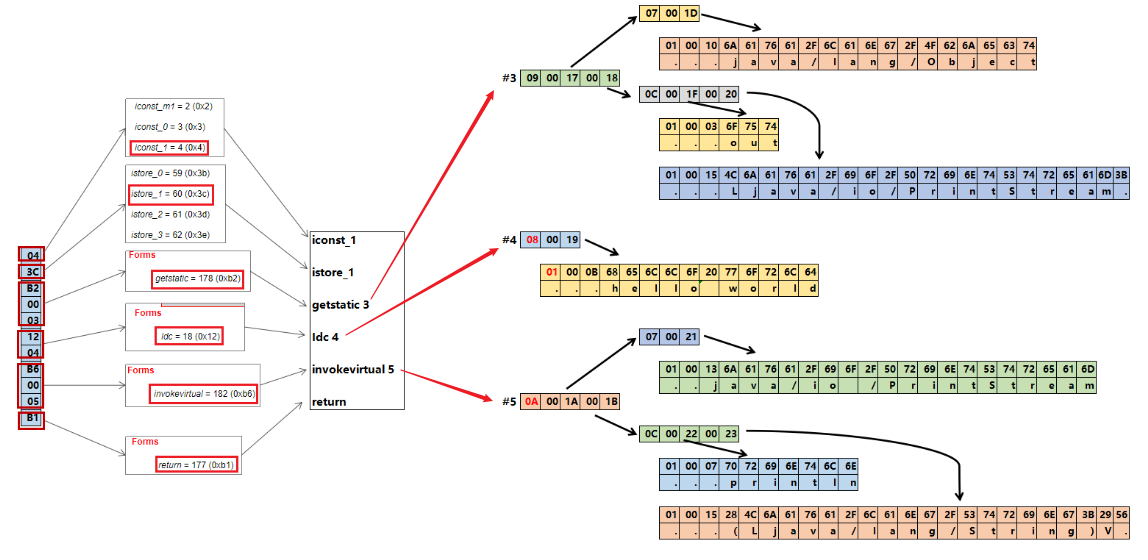 04
3C
B2
00
03
12
04
B6
00
05
B1
iconst_m1 = 2 (0x2)
iconst_0 = 3 (0x3)
iconst_1 = 4 (0x4)
istore_0 = 59 (0x3b)
istore_1 = 60 (0x3c)
istore_2 = 61 (0x3d)
istore_3 = 62 (0x3e)
Forms
getstatic = 178 (0xb2)
Forms
ldc = 18 (0x12)
Forms
invokevirtual = 182 (0xb6)
Forms
return = 177 (0xb1)
iconst_1
istore_1
getstatic 3
ldc 4
invokevirtual 5
return
#3 09 00 17 00 18
07 00 1D
01 00 10 6A 61 76 61 2F 6C 61 6E 67 2F 4F 62 6A 65 63 74
. . . j a v a / l a n g / O b j e c t
0C 00 1F 00 20
01 00 03 6F 75 74
. . . o u t
01 00 15 4C 6A 61 76 61 2F 69 6F 2F 50 72 69 6E 74 53 74 72 65 61 6D 3B
. . . L j a v a / i o / P r i n t S t r e a m .
#4 08 00 19
01 00 0B 68 65 6C 6C 6F 20 77 6F 72 6C 64
. . . h e l l o w o r l d
#5 0A 00 1A 00 1B
07 00 21
01 00 13 6A 61 76 61 2F 69 6F 2F 50 72 69 6E 74 53 74 72 65 61 6D
. . . j a v a / i o / P r i n t S t r e a m
0C 00 22 00 23
01 00 07 70 72 69 6E 74 6C 6E
. . . p r i n t l n
01 00 15 28 4C 6A 61 76 61 2F 6C 61 6E 67 2F 53 74 72 69 6E 67 3B 29 56
. . . ( L j a v a / l a n g / S t r i n g ) V .